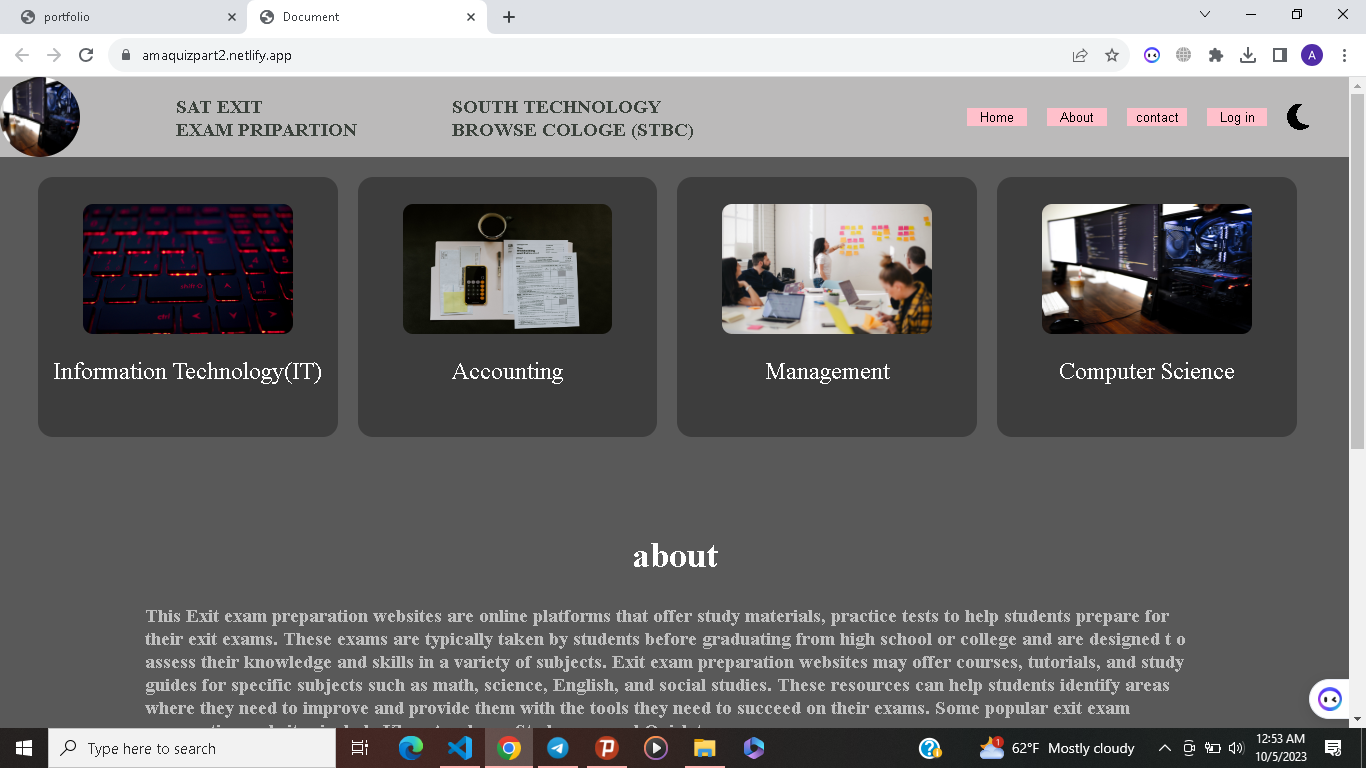 portfolio
Document
amaquizpart2.netlify.app
A
SAT EXIT
EXAM PRIPARTION
SOUTH TECHNOLOGY
BROWSE COLOGE (STBC)
Home
About
contact
Log in
Information Technology(IT)
Accounting
Management
Computer Science
about
This Exit exam preparation websites are online platforms that offer study materials, practice tests to help students prepare for
their exit exams. These exams are typically taken by students before graduating from high school or college and are designed t o
assess their knowledge and skills in a variety of subjects. Exit exam preparation websites may offer courses, tutorials, and study
guides for specific subjects such as math, science, English, and social studies. These resources can help students identify areas
where they need to improve and provide them with the tools they need to succeed on their exams. Some popular exit exam
Type here to search
1
62°F Mostly cloudy
12:53 AM
10/5/2023